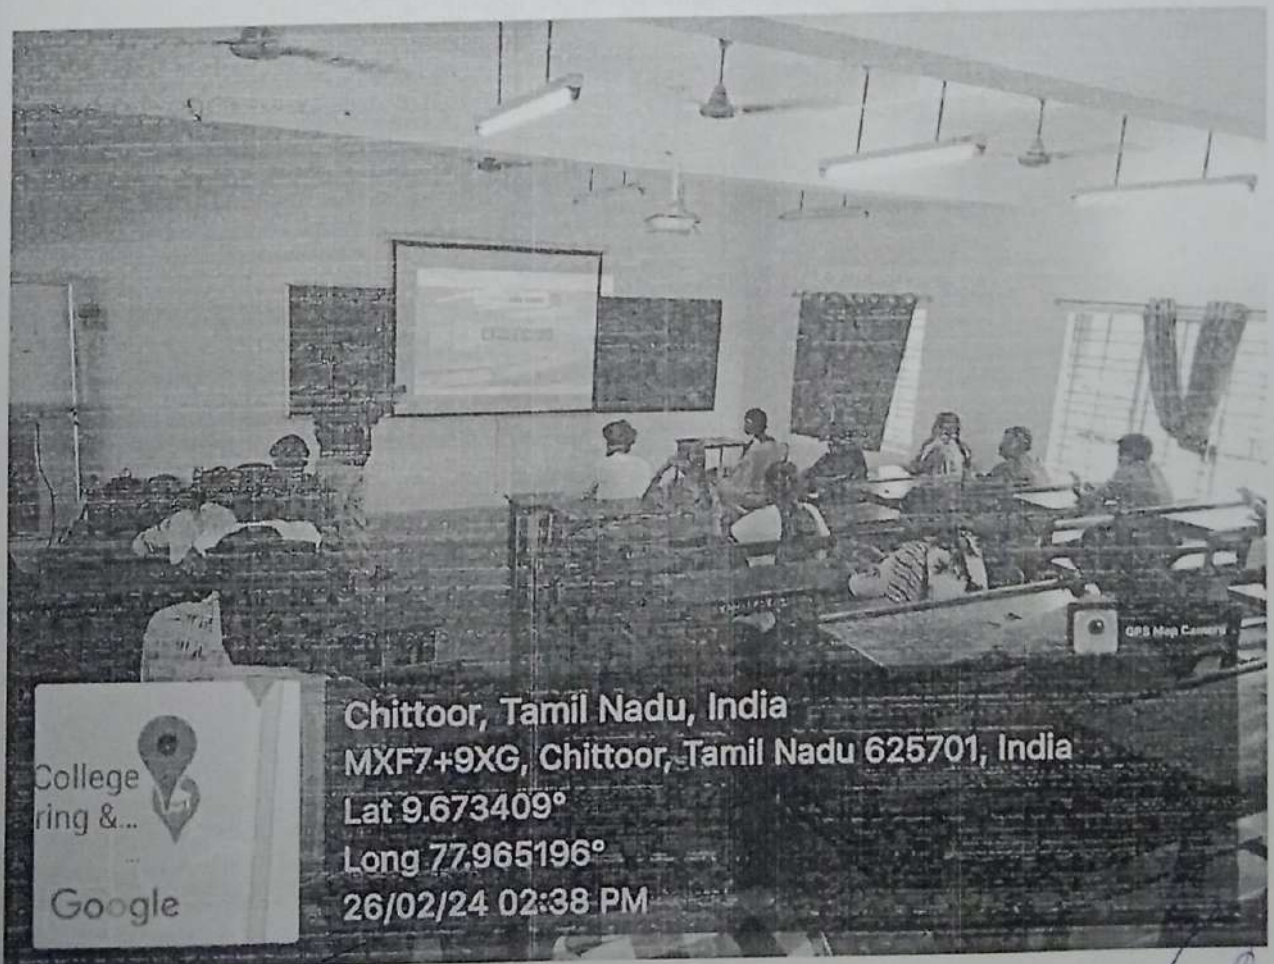 GPS Map Camera
College
ring &...
Google
Chittoor, Tamil Nadu, India
MXF7+9XG, Chittoor, Tamil Nadu 625701, India
Lat 9.673409°
Long 77.965196°
26/02/24 02:38 PM